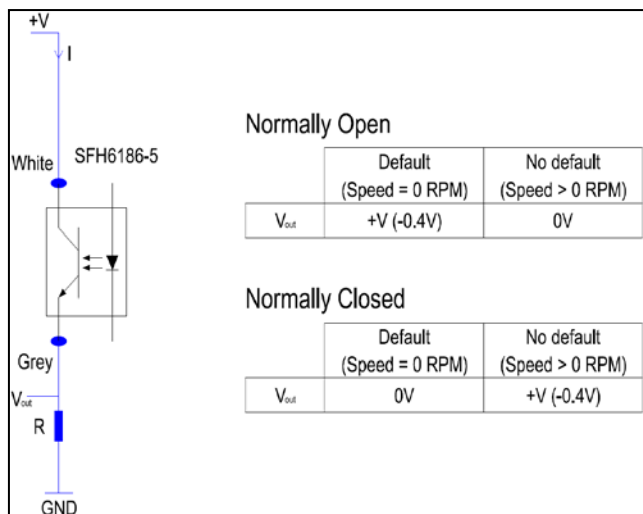 +V
I
White
SFH6186-5
Grey
Vout
R
GND
Normally Open
Default (Speed = 0 RPM) No default (Speed > 0 RPM)
Vout +V (-0.4V) 0V
Normally Closed
Default (Speed = 0 RPM) No default (Speed > 0 RPM)
Vout 0V +V (-0.4V)